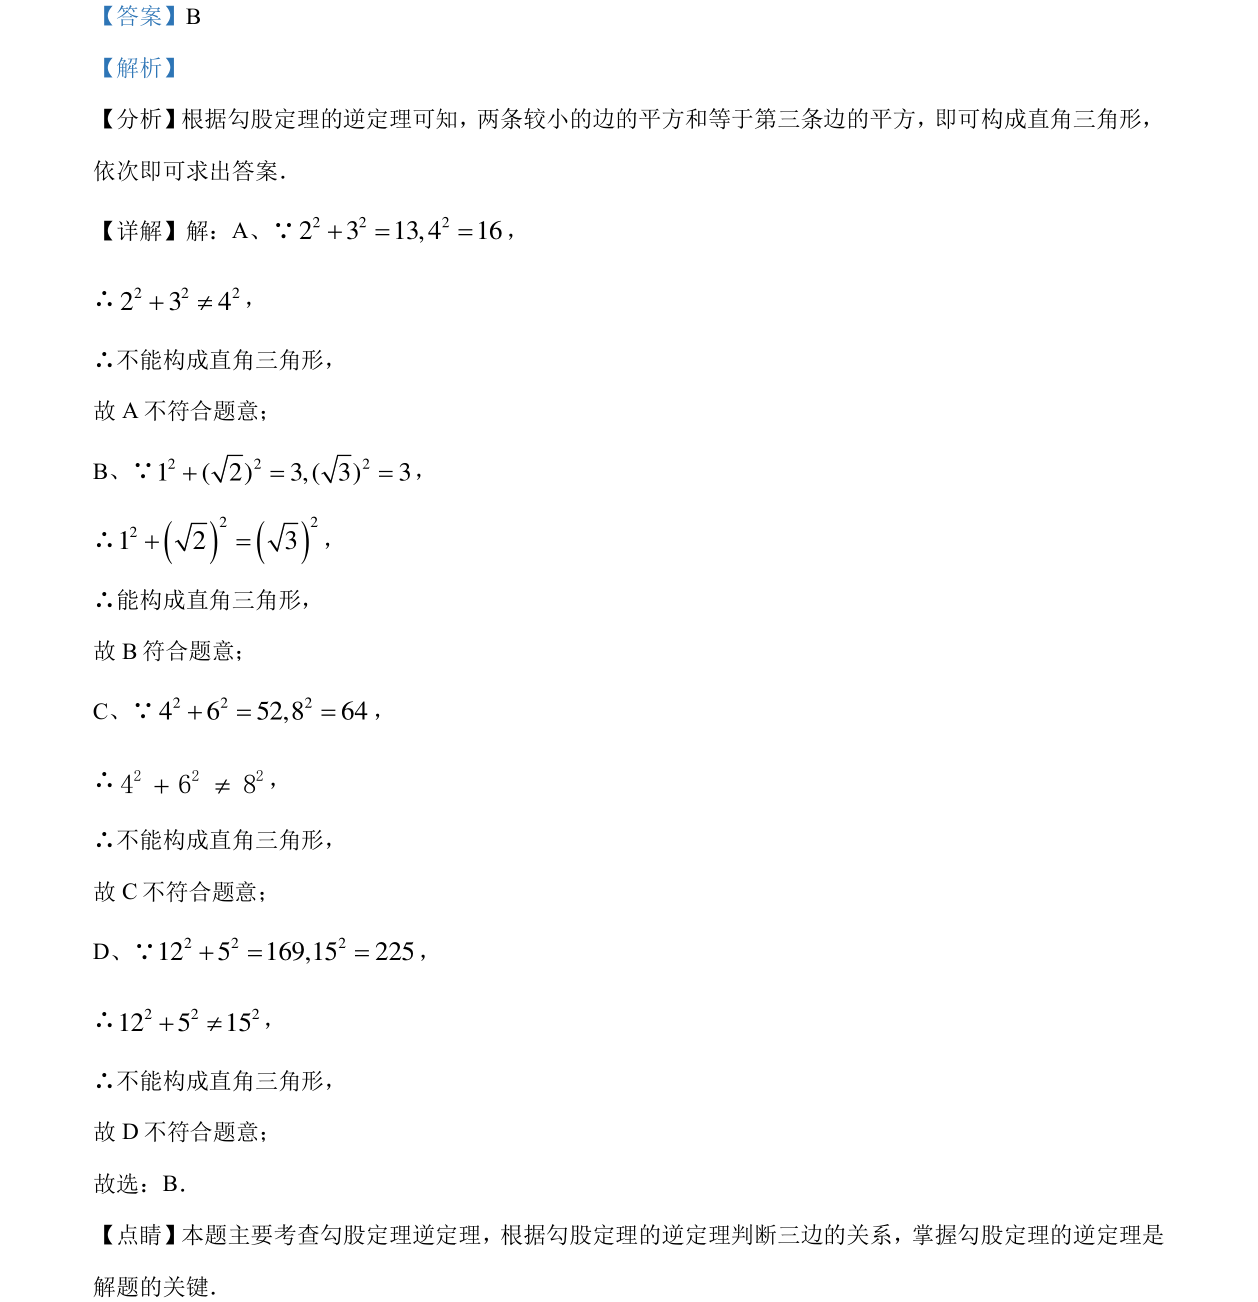 【答案】B
【解析】
【分析】根据勾股定理的逆定理可知，两条较小的边的平方和等于第三条边的平方，即可构成直角三角形，
依次即可求出答案．
【详解】解：A、∵2²+3²=13,4²=16，
∴2²+3²≠4²，
∴不能构成直角三角形，
故 A 不符合题意；
B、∵1²+(√2)²=3,(√3)²=3，
∴1²+(√2)²=(√3)²，
∴能构成直角三角形，
故 B 符合题意；
C、∵4²+6²=52,8²=64，
∴4² + 6² ≠ 8²，
∴不能构成直角三角形，
故 C 不符合题意；
D、∵12²+5²=169,15²=225，
∴12²+5²≠15²，
∴不能构成直角三角形，
故 D 不符合题意；
故选：B．
【点睛】本题主要考查勾股定理逆定理，根据勾股定理的逆定理判断三边的关系，掌握勾股定理的逆定理是
解题的关键．